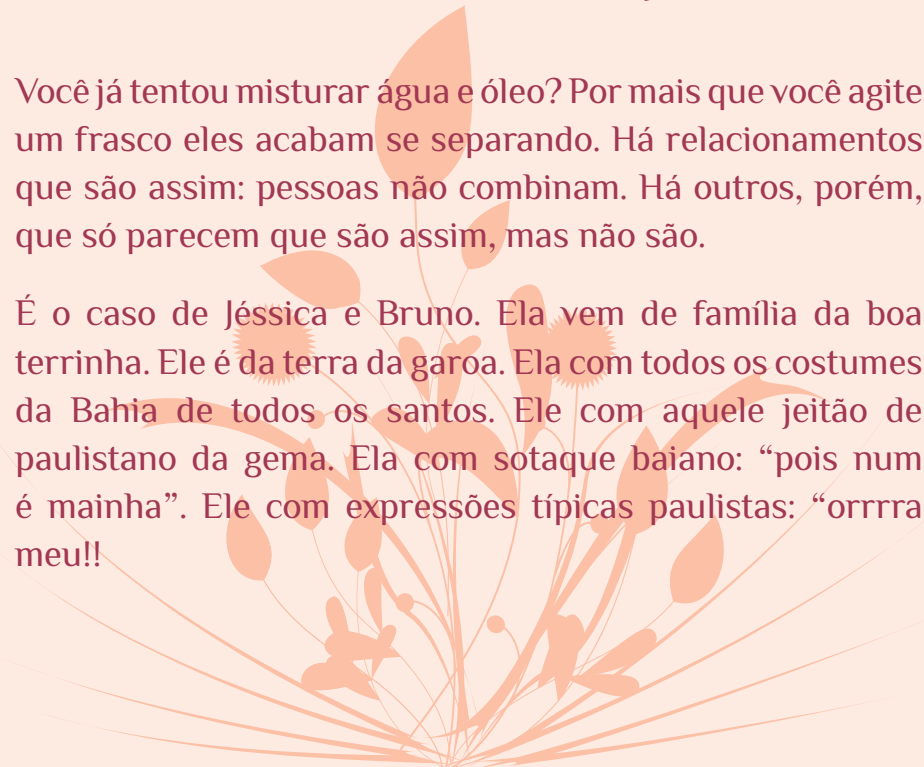 Você já tentou misturar água e óleo? Por mais que você agite
um frasco eles acabam se separando. Há relacionamentos
que são assim: pessoas não combinam. Há outros, porém,
que só parecem que são assim, mas não são.
É o caso de Jéssica e Bruno. Ela vem de família da boa
terrinha. Ele é da terra da garoa. Ela com todos os costumes
da Bahia de todos os santos. Ele com aquele jeitão de
paulistano da gema. Ela com sotaque baiano: “pois num
é mainha”. Ele com expressões típicas paulistas: “orrrra
meu!!